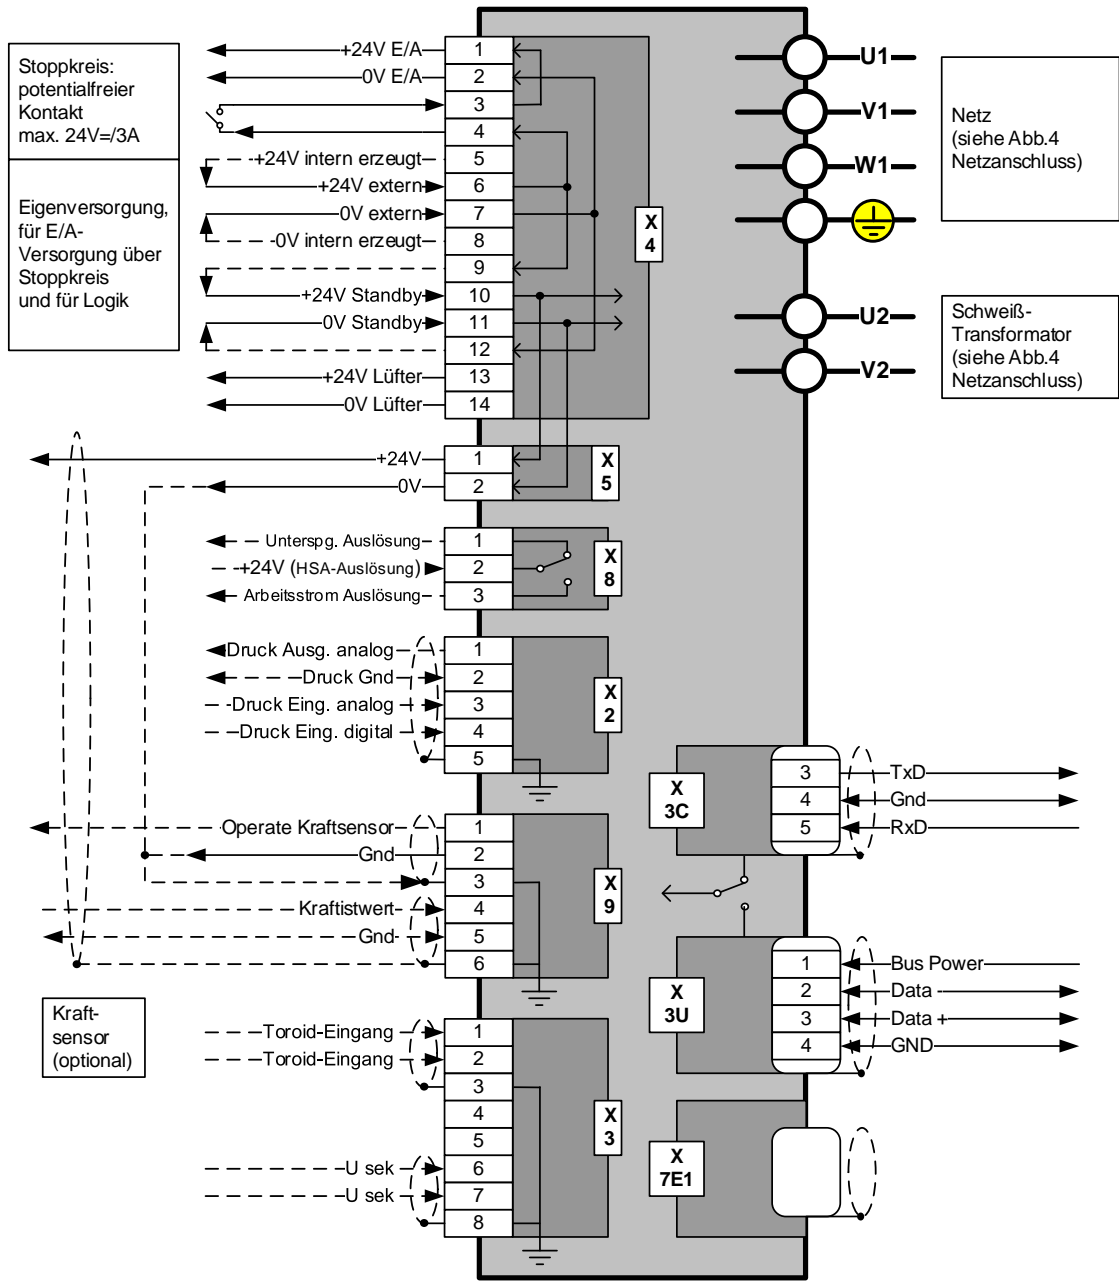 Stoppkreis:
potentialfreier
Kontakt
max. 24V=/3A
Eigenversorgung,
für E/A-
Versorgung über
Stoppkreis
und für Logik
+24V E/A 1
0V E/A 2
3
4
+24V intern erzeugt 5
+24V extern 6
0V extern 7
0V intern erzeugt 8
9
+24V Standby 10
0V Standby 11
12
+24V Lüfter 13
0V Lüfter 14
X
4
+24V 1
0V 2
X
5
Unterspg. Auslösung 1
+24V (HSA-Auslösung) 2
Arbeitsstrom Auslösung 3
X
8
Druck Ausg. analog 1
Druck Gnd 2
Druck Eing. analog 3
Druck Eing. digital 4
5
X
2
Operate Kraftsensor 1
Gnd 2
3
Kraftistwert 4
Gnd 5
6
X
9
Kraft-
sensor
(optional)
Toroid-Eingang 1
Toroid-Eingang 2
3
4
5
U sek 6
U sek 7
8
X
3
U1
V1
W1
Netz
(siehe Abb.4
Netzanschluss)
U2
V2
Schweiß-
Transformator
(siehe Abb.4
Netzanschluss)
X
3C
3 TxD
4 Gnd
5 RxD
X
3U
1 Bus Power
2 Data -
3 Data +
4 GND
X
7E1